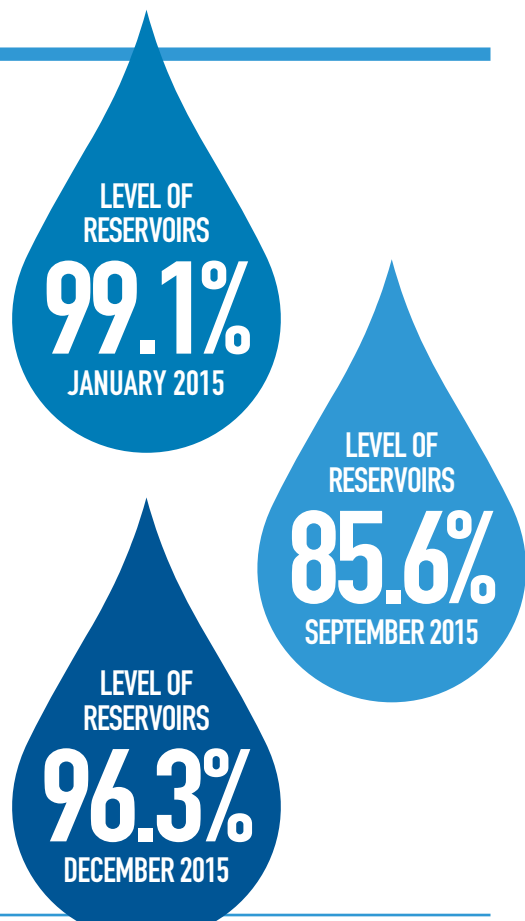 LEVEL OF
RESERVOIRS
99.1%
JANUARY 2015
LEVEL OF
RESERVOIRS
85.6%
SEPTEMBER 2015
LEVEL OF
RESERVOIRS
96.3%
DECEMBER 2015